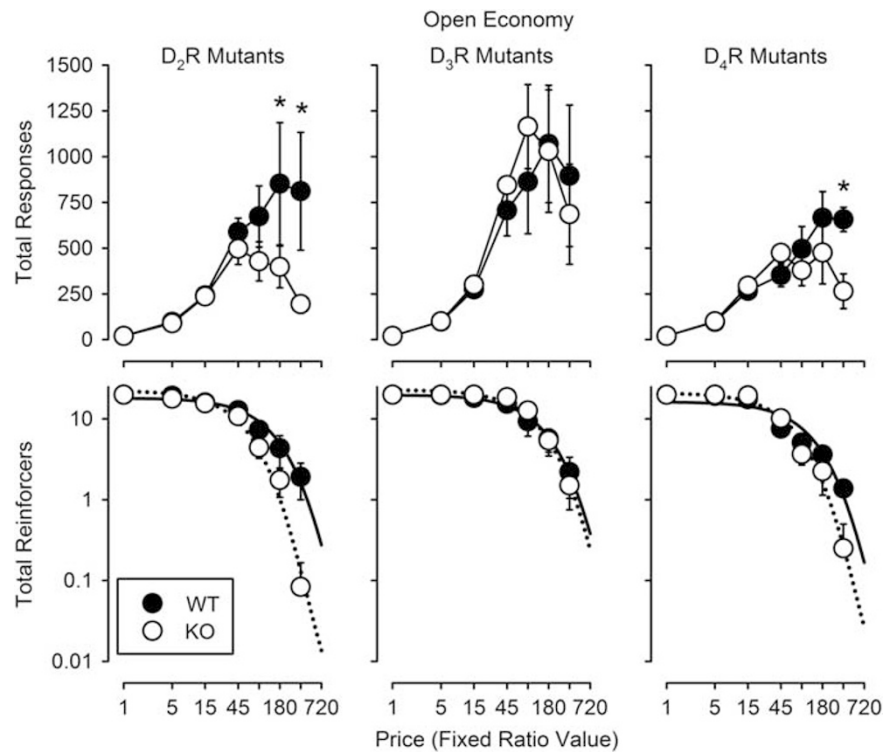 Open Economy
D₂R Mutants D₃R Mutants D₄R Mutants
1500
1250
1000
750
500
250
0
Total Responses
* *
*
10
1
0.1
0.01
Total Reinforcers
WT
KO
1 5 15 45 180 720 1 5 15 45 180 720 1 5 15 45 180 720
Price (Fixed Ratio Value)